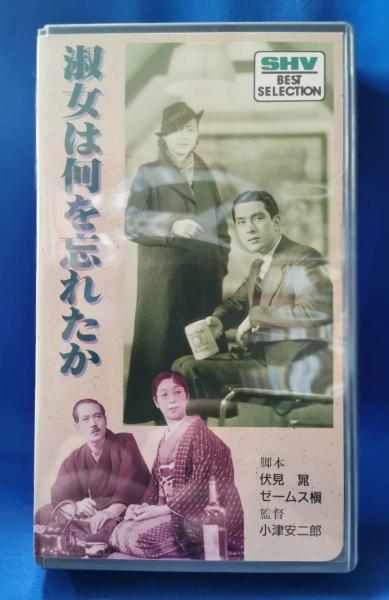 淑女は何を忘れたか
SHV
BEST
SELECTION
脚本
伏見 晁
ゼームス槇
監督
小津安二郎